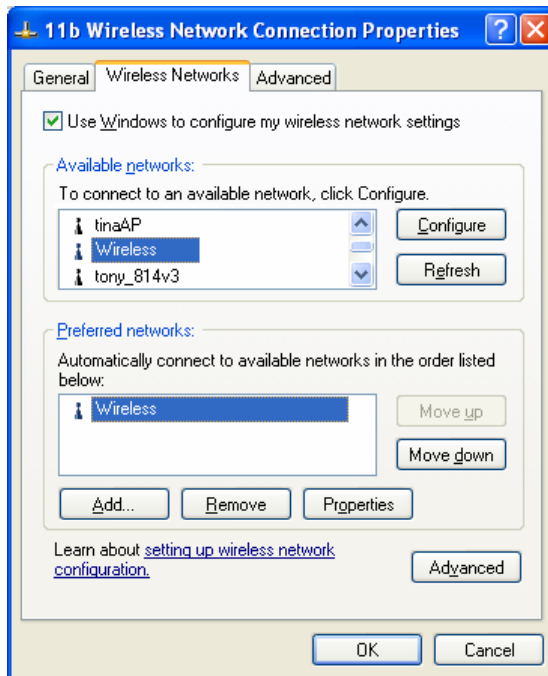 11b Wireless Network Connection Properties
General Wireless Networks Advanced
Use Windows to configure my wireless network settings
Available networks:
To connect to an available network, click Configure.
tinaAP
Wireless
tony_814v3
Configure
Refresh
Preferred networks:
Automatically connect to available networks in the order listed
below:
Wireless
Move up
Move down
Add... Remove Properties
Learn about setting up wireless network
configuration.
Advanced
OK Cancel